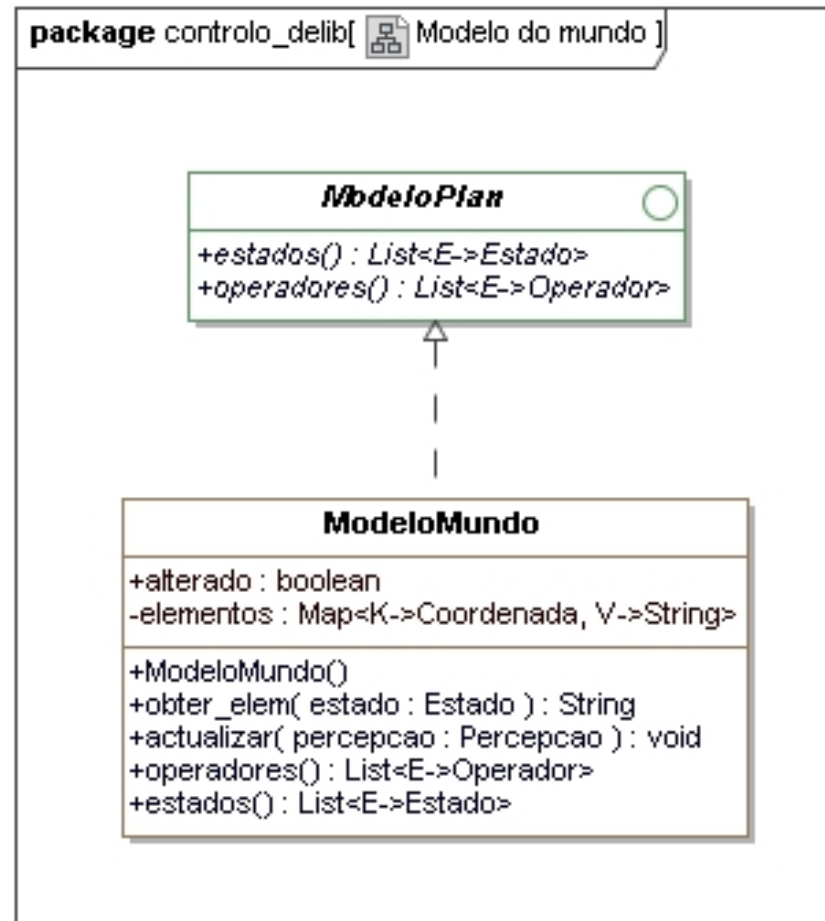 package controlo_delib[ Modelo do mundo ]
ModeloPlan
+estados() : List<E->Estado>
+operadores() : List<E->Operador>
ModeloMundo
+alterado : boolean
-elementos : Map<K->Coordenada, V->String>
+ModeloMundo()
+obter_elem( estado : Estado ) : String
+actualizar( percepcao : Percepcao ) : void
+operadores() : List<E->Operador>
+estados() : List<E->Estado>